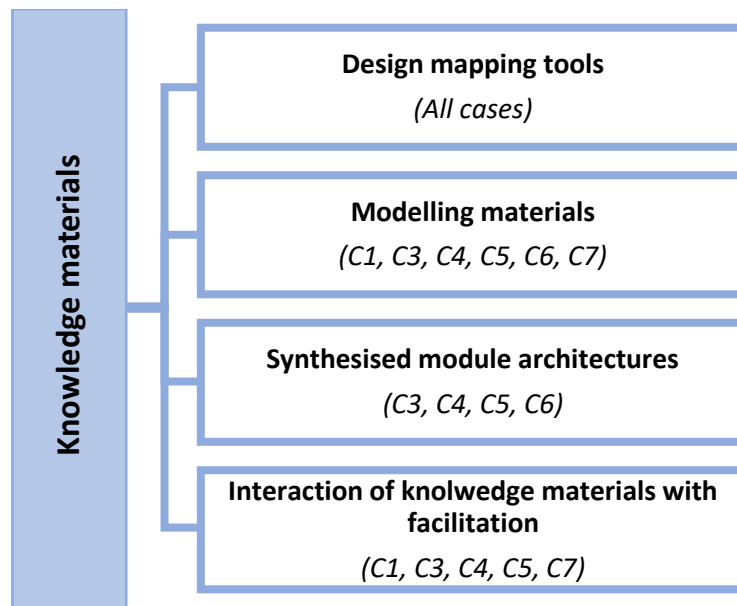 Knowledge materials
Design mapping tools
(All cases)
Modelling materials
(C1, C3, C4, C5, C6, C7)
Synthesised module architectures
(C3, C4, C5, C6)
Interaction of knolwedge materials with
facilitation
(C1, C3, C4, C5, C7)